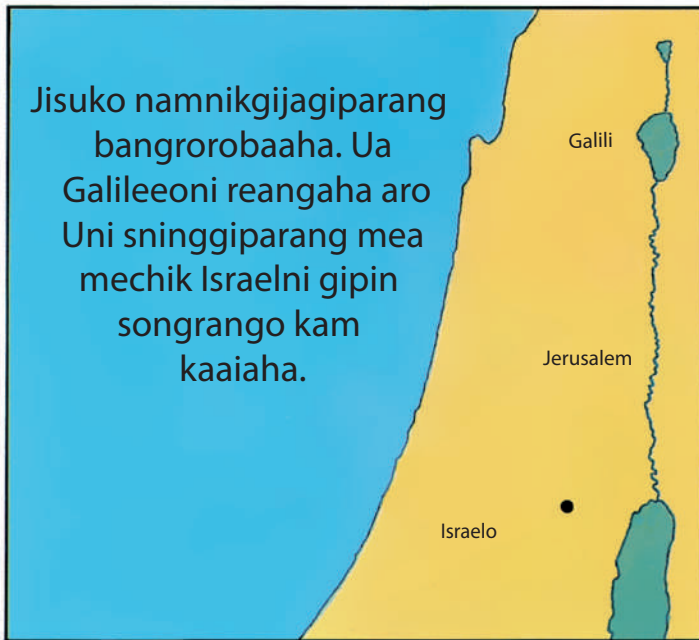 Jisuko namnikgijagiparang
bangrorobaaha. Ua
Galileeoni reangaha aro
Uni sninggiparang mea
mechik Israelni gipin
songrango kam
kaaiaha.
Galili
Jerusalem
Israelo